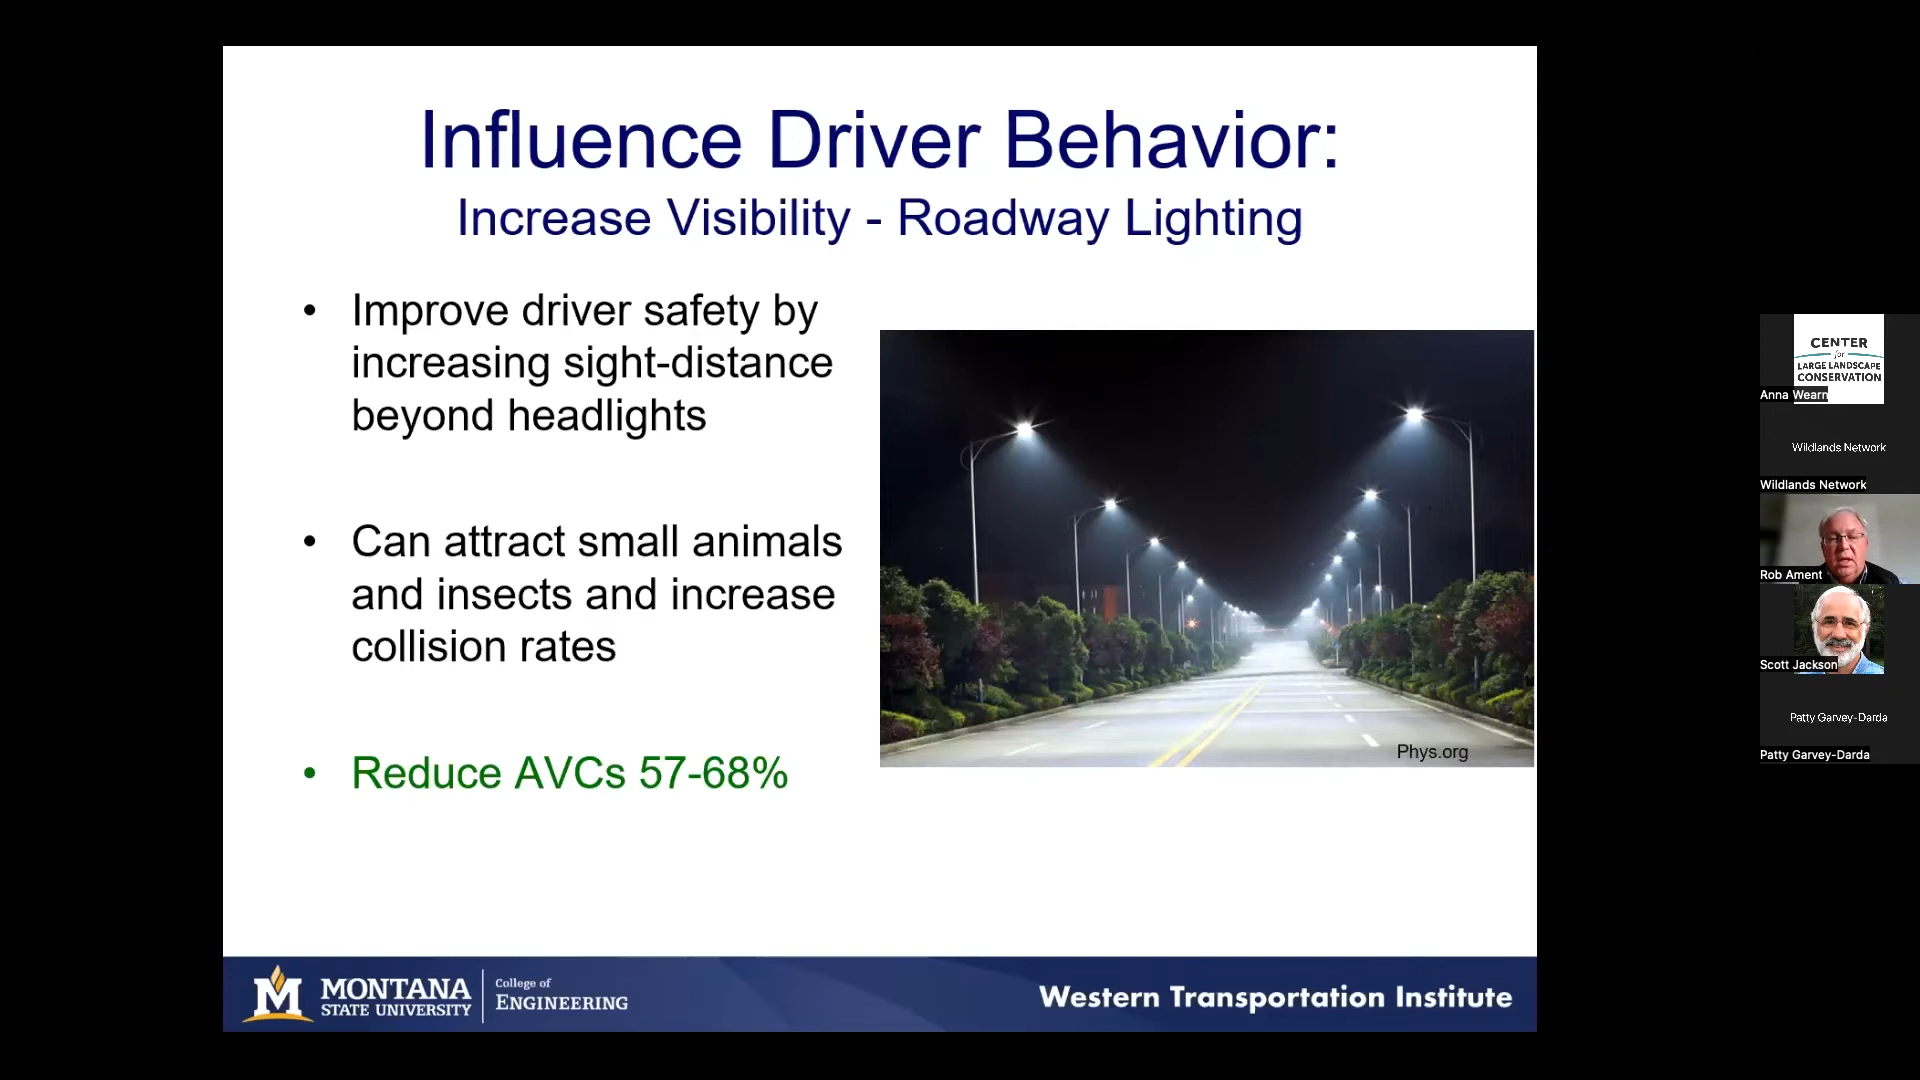 Influence Driver Behavior:
Increase Visibility - Roadway Lighting
• Improve driver safety by
increasing sight-distance
beyond headlights
• Can attract small animals
and insects and increase
collision rates
• Reduce AVCs 57-68%
Phys.org
M MONTANA
STATE UNIVERSITY
College of
ENGINEERING
Western Transportation Institute
CENTER
for
LARGE LANDSCAPE
CONSERVATION
Anna Wearn
Wildlands Network
Wildlands Network
Rob Ament
Scott Jackson
Patty Garvey-Darda
Patty Garvey-Darda